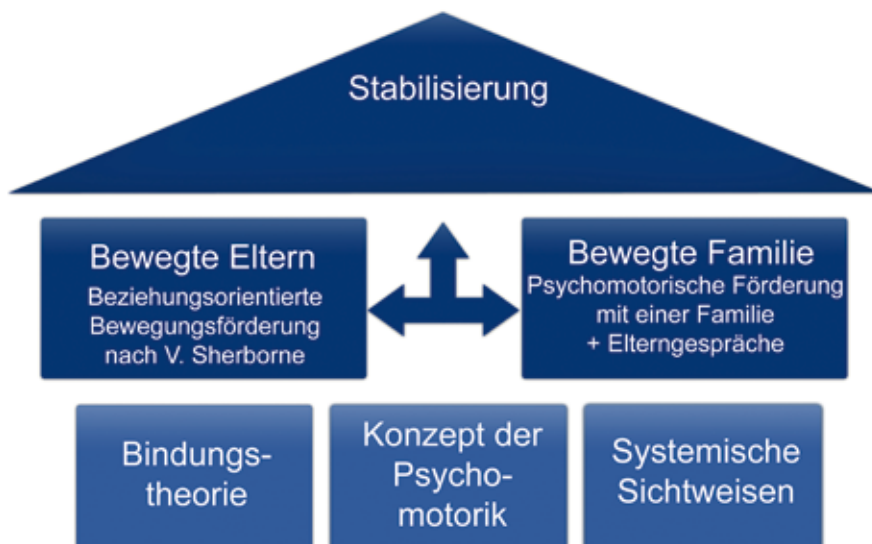 Stabilisierung
Bewegte Eltern
Beziehungsorientierte
Bewegungsförderung
nach V. Sherborne
Bewegte Familie
Psychomotorische Förderung
mit einer Familie
+ Elterngespräche
Bindungs-
theorie
Konzept der
Psycho-
motorik
Systemische
Sichtweisen